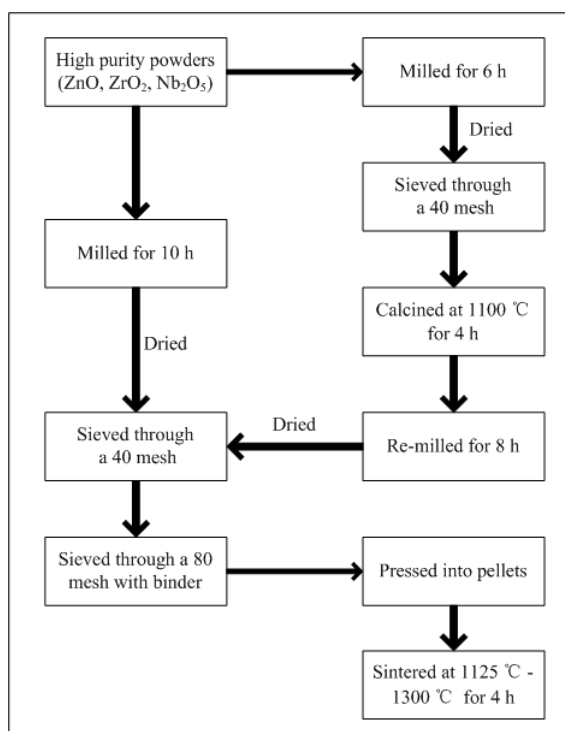 High purity powders
(ZnO, ZrO₂, Nb₂O₅)
Milled for 6 h
Dried
Sieved through
a 40 mesh
Milled for 10 h
Calcined at 1100 ℃
for 4 h
Dried
Sieved through
a 40 mesh
Dried
Re-milled for 8 h
Sieved through a 80
mesh with binder
Pressed into pellets
Sintered at 1125 ℃ -
1300 ℃ for 4 h